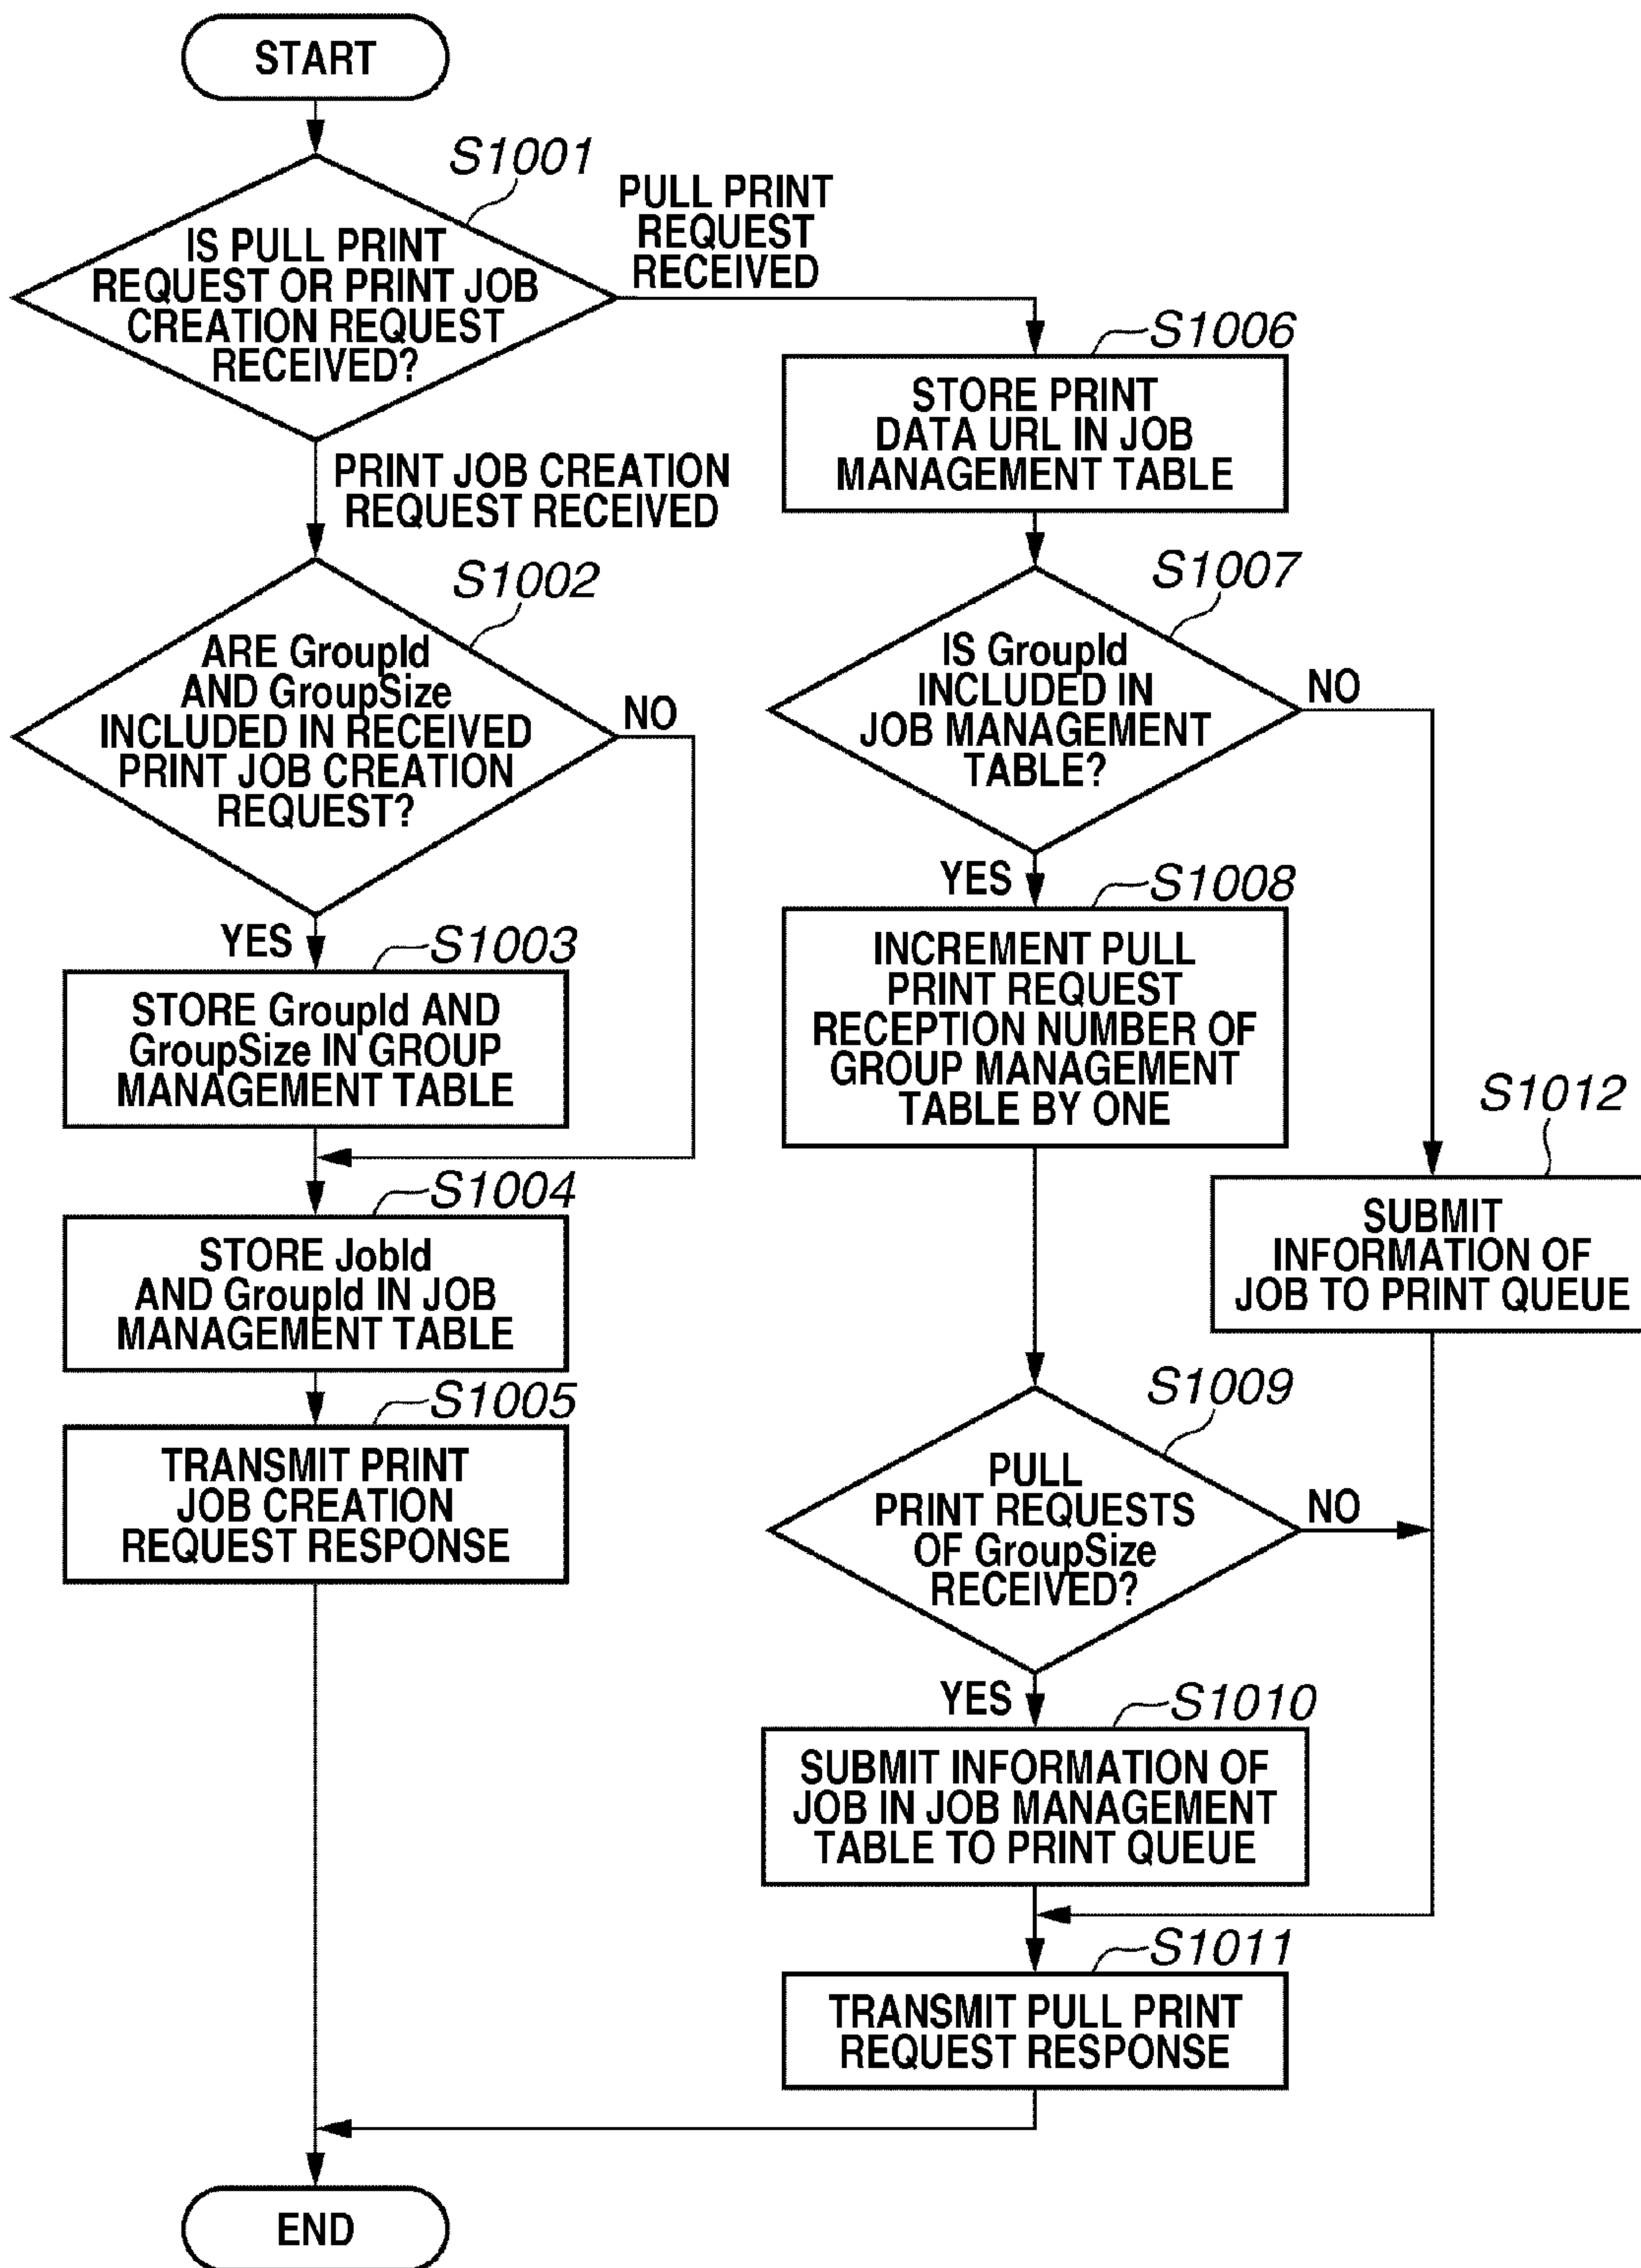 START
S1001
IS PULL PRINT
REQUEST OR PRINT JOB
CREATION REQUEST
RECEIVED?
PULL PRINT
REQUEST
RECEIVED
PRINT JOB CREATION
REQUEST RECEIVED
S1002
ARE GroupId
AND GroupSize
INCLUDED IN RECEIVED
PRINT JOB CREATION
REQUEST?
NO
YES
S1003
STORE GroupId AND
GroupSize IN GROUP
MANAGEMENT TABLE
S1004
STORE JobId
AND GroupId IN JOB
MANAGEMENT TABLE
S1005
TRANSMIT PRINT
JOB CREATION
REQUEST RESPONSE
S1006
STORE PRINT
DATA URL IN JOB
MANAGEMENT TABLE
S1007
IS GroupId
INCLUDED IN
JOB MANAGEMENT
TABLE?
NO
YES
S1008
INCREMENT PULL
PRINT REQUEST
RECEPTION NUMBER OF
GROUP MANAGEMENT
TABLE BY ONE
S1012
SUBMIT
INFORMATION OF
JOB TO PRINT QUEUE
S1009
PULL
PRINT REQUESTS
OF GroupSize
RECEIVED?
NO
YES
S1010
SUBMIT INFORMATION OF
JOB IN JOB MANAGEMENT
TABLE TO PRINT QUEUE
S1011
TRANSMIT PULL PRINT
REQUEST RESPONSE
END